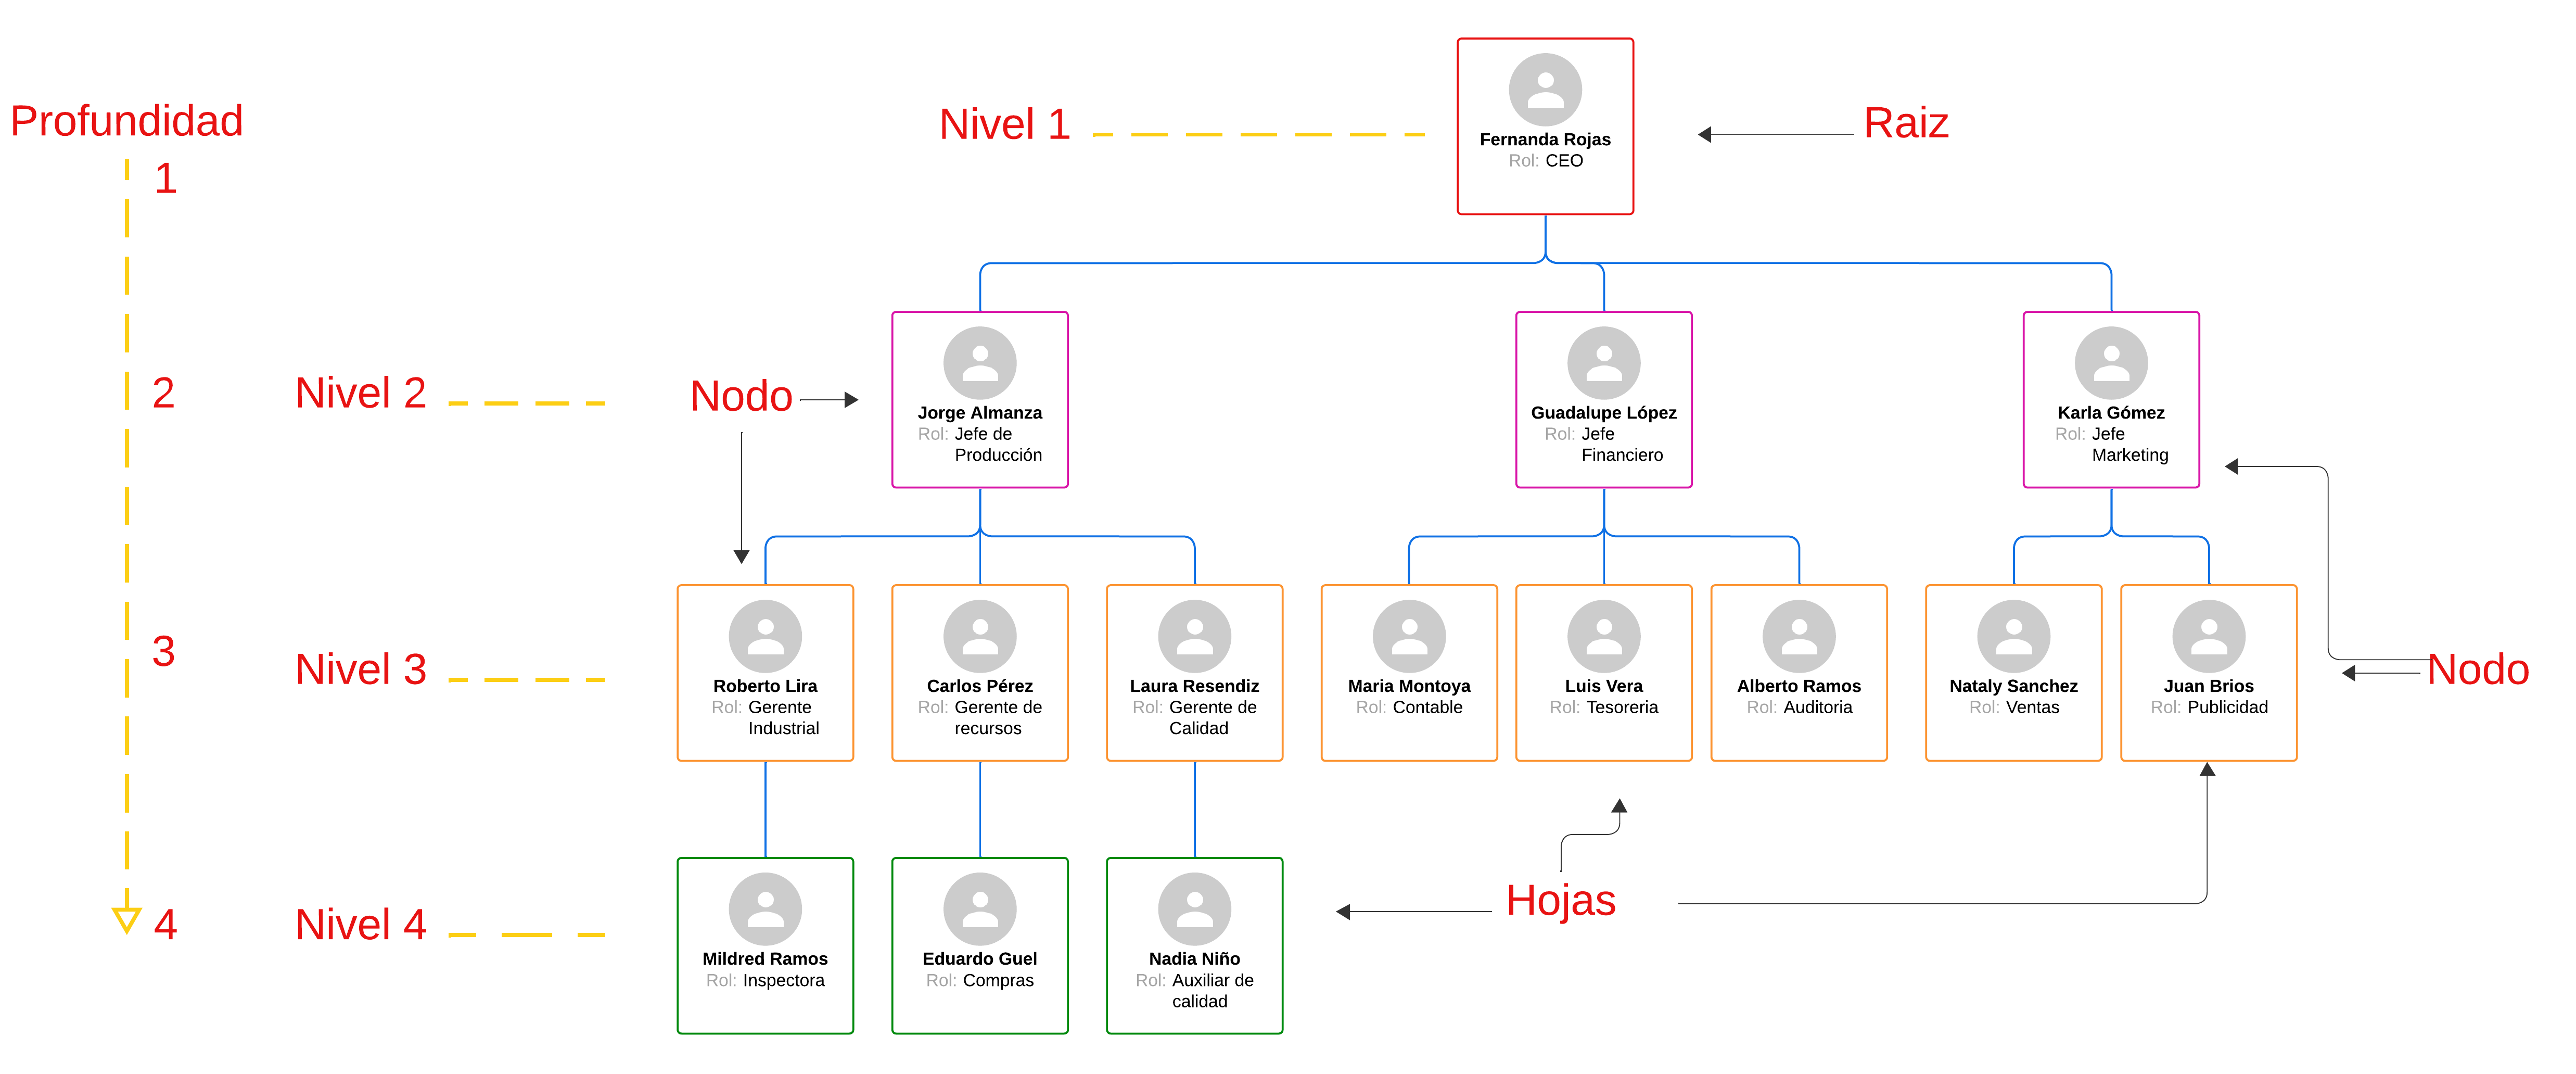 Profundidad
1
2
3
4
Nivel 1
Fernanda Rojas
Rol: CEO
Raiz
Nivel 2
Nodo
Jorge Almanza
Rol: Jefe de
Producción
Guadalupe López
Rol: Jefe
Financiero
Karla Gómez
Rol: Jefe
Marketing
Nivel 3
Roberto Lira
Rol: Gerente
Industrial
Carlos Pérez
Rol: Gerente de
recursos
Laura Resendiz
Rol: Gerente de
Calidad
Maria Montoya
Rol: Contable
Luis Vera
Rol: Tesoreria
Alberto Ramos
Rol: Auditoria
Nataly Sanchez
Rol: Ventas
Juan Brios
Rol: Publicidad
Nodo
Nivel 4
Mildred Ramos
Rol: Inspectora
Eduardo Guel
Rol: Compras
Nadia Niño
Rol: Auxiliar de
calidad
Hojas